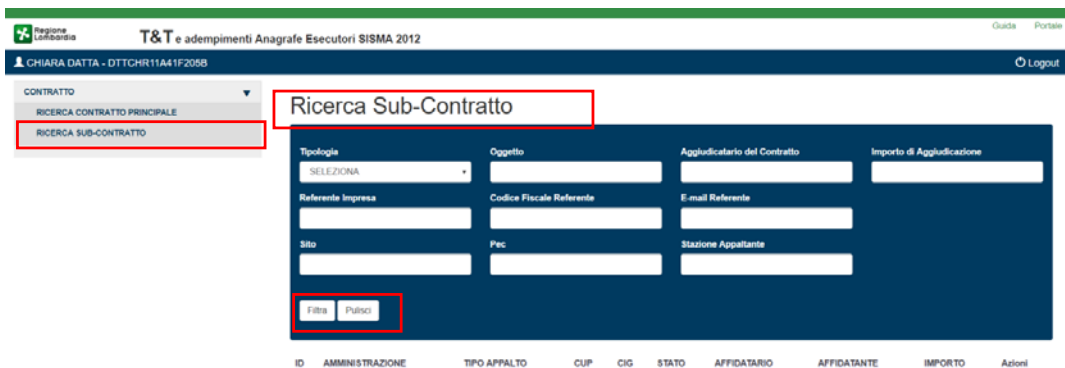 Guida Portale
Regione Lombardia
T&T e adempimenti Anagrafe Esecutori SISMA 2012
CHIARA DATTA - DTTCHR11A41F205B Logout
CONTRATTO
RICERCA CONTRATTO PRINCIPALE
RICERCA SUB-CONTRATTO
Ricerca Sub-Contratto
Tipologia Oggetto Aggiudicatario del Contratto Importo di Aggiudicazione
SELEZIONA
Referente Impresa Codice Fiscale Referente E-mail Referente
Sito Pec Stazione Appaltante
Filtra Pulisci
ID AMMINISTRAZIONE TIPO APPALTO CUP CIG STATO AFFIDATARIO AFFIDATANTE IMPORTO Azioni